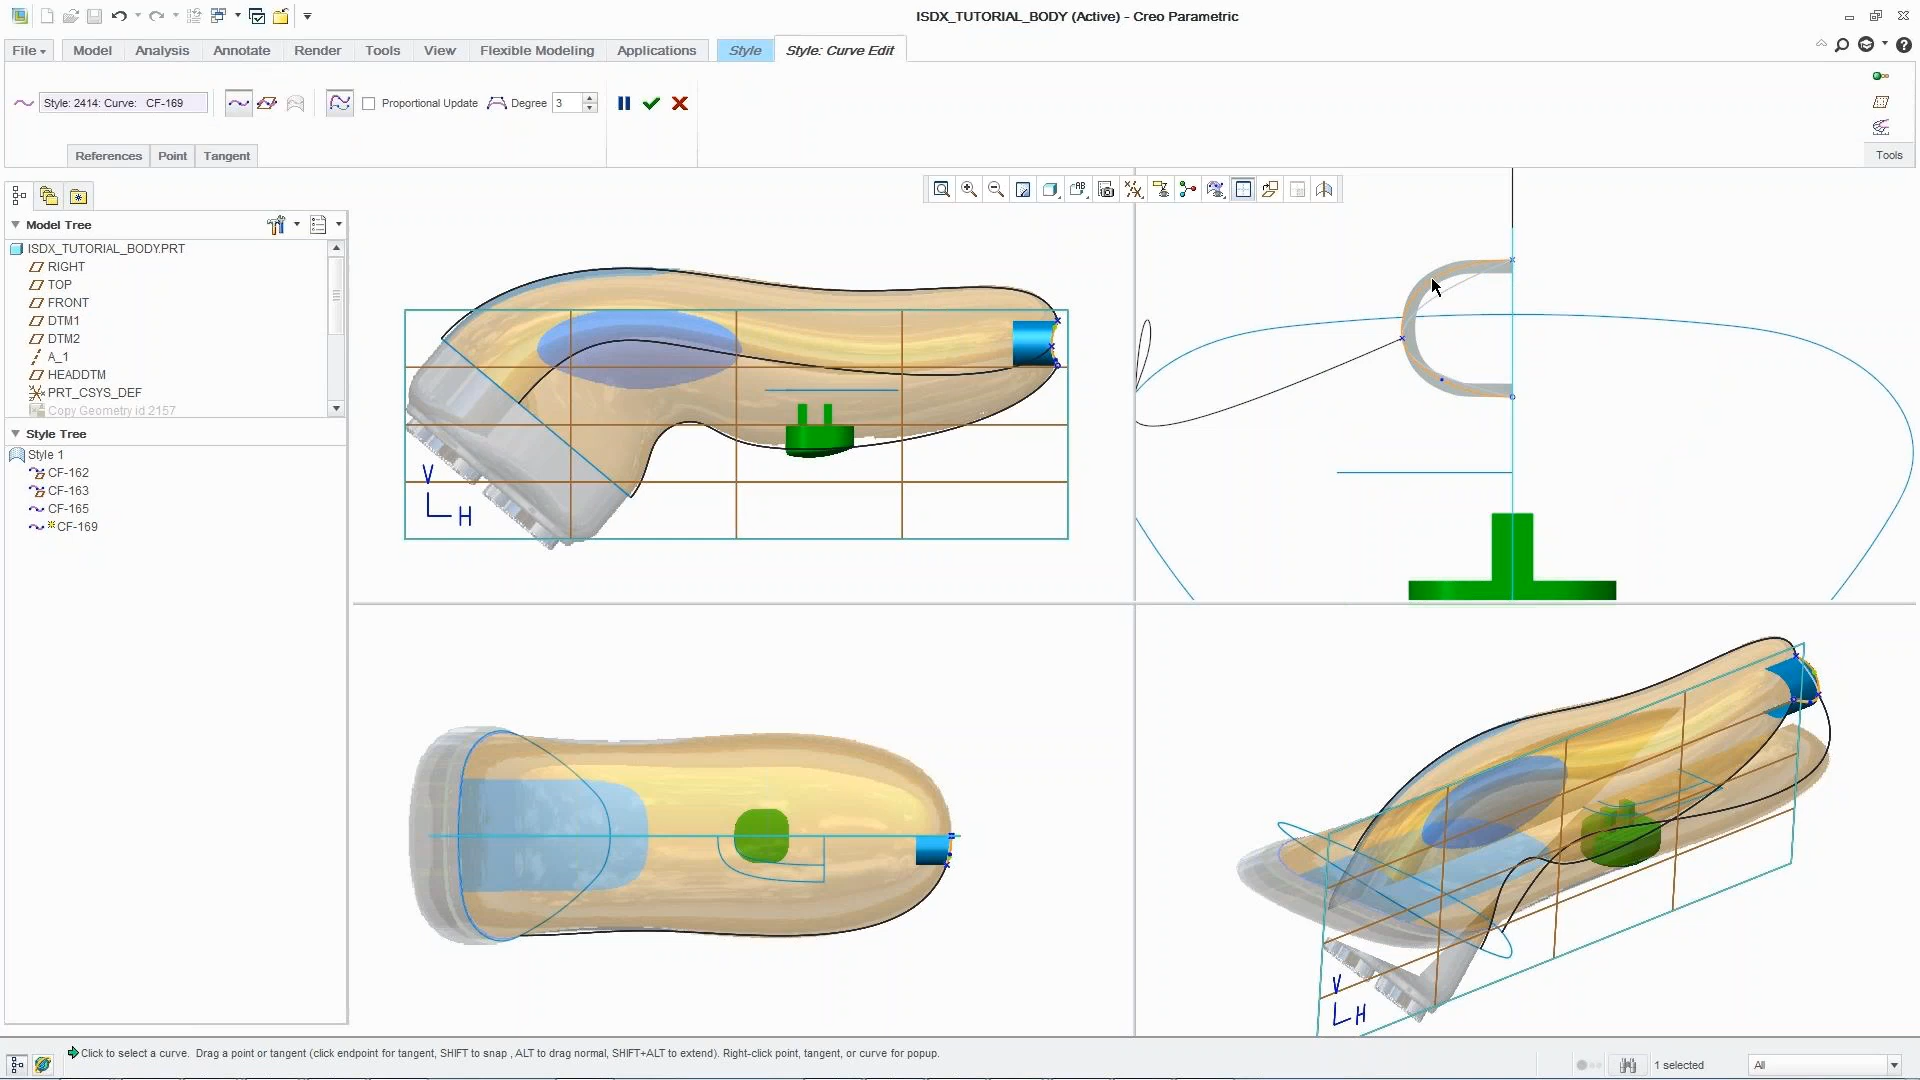 ISDX_TUTORIAL_BODY (Active) - Creo Parametric
File Model Analysis Annotate Render Tools View Flexible Modeling Applications Style Style: Curve Edit
Style: 2414: Curve: CF-169 Proportional Update Degree 3
References Point Tangent Tools
Model Tree
ISDX_TUTORIAL_BODY.PRT
RIGHT
TOP
FRONT
DTM1
DTM2
A_1
HEADDTM
PRT_CSYS_DEF
Copy Geometry id 2157
Style Tree
Style 1
CF-162
CF-163
CF-165
CF-169
V
H
V
H
Click to select a curve. Drag a point or tangent (click endpoint for tangent, SHIFT to snap , ALT to drag normal, SHIFT+ALT to extend). Right-click point, tangent, or curve for popup.
1 selected All